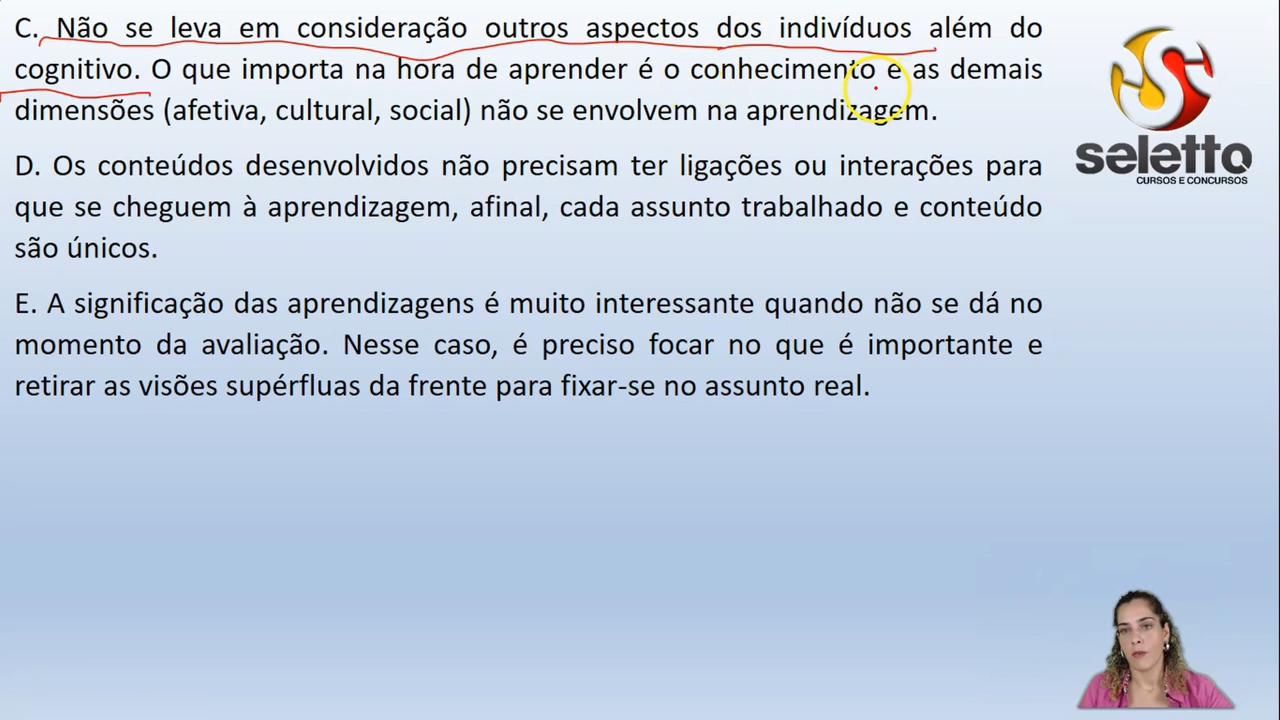 C. Não se leva em consideração outros aspectos dos indivíduos além do
cognitivo. O que importa na hora de aprender é o conhecimento e as demais
dimensões (afetiva, cultural, social) não se envolvem na aprendizagem.
D. Os conteúdos desenvolvidos não precisam ter ligações ou interações para
que se cheguem à aprendizagem, afinal, cada assunto trabalhado e conteúdo
são únicos.
E. A significação das aprendizagens é muito interessante quando não se dá no
momento da avaliação. Nesse caso, é preciso focar no que é importante e
retirar as visões supérfluas da frente para fixar-se no assunto real.
seletto
CURSOS E CONCURSOS